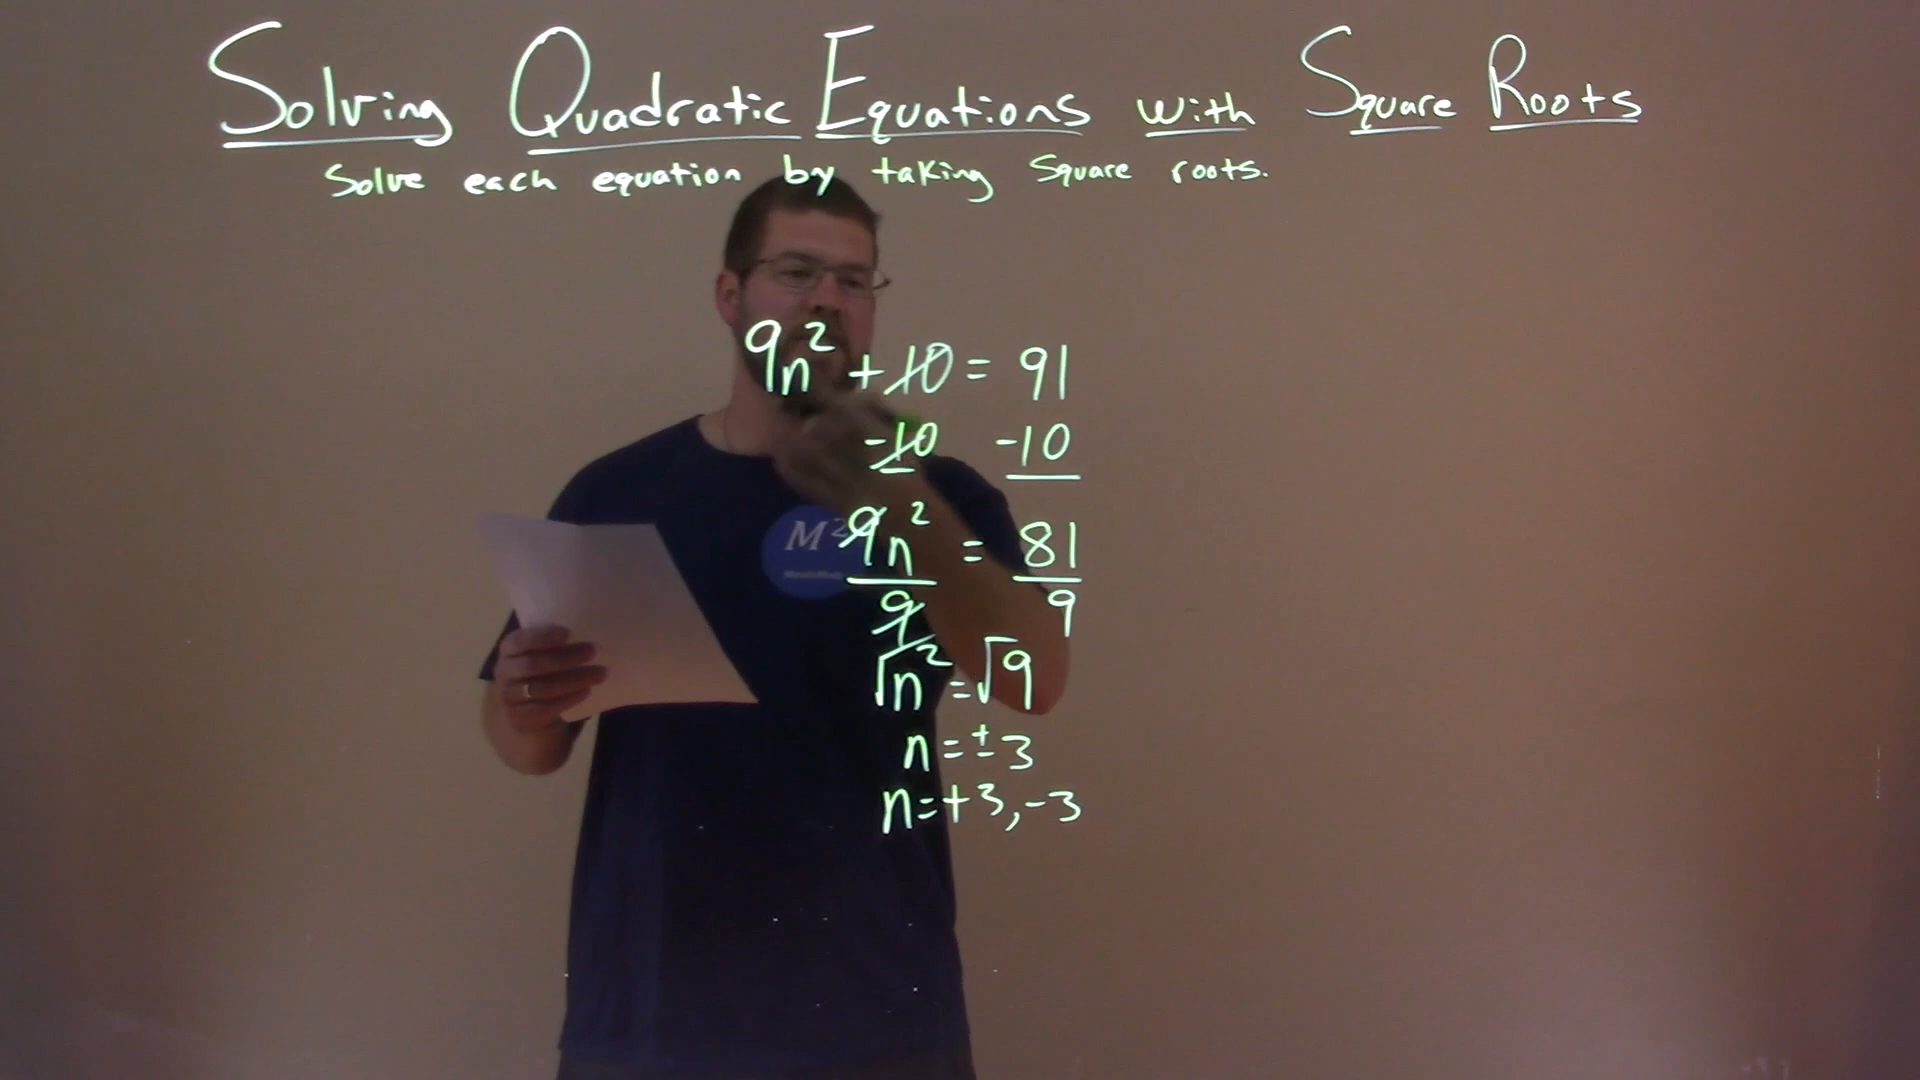 Solving Quadratic Equations with Square Roots
Solve each equation by taking Square roots.
9n² + 10 = 91
-10 -10
M²
9n² = 81
9 9
√n² = √9
n = ± 3
n = +3, -3